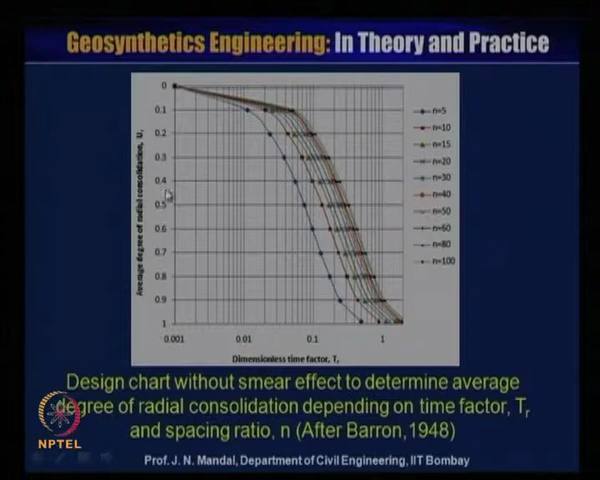 Geosynthetics Engineering: In Theory and Practice
0
0.1
0.2
0.3
0.4
0.5
0.6
0.7
0.8
0.9
1
Average degree of radial consolidation, Ur
0.001
0.01
0.1
1
Dimensionless time factor, Tr
n=5
n=10
n=15
n=20
n=30
n=40
n=50
n=60
n=80
n=100
Design chart without smear effect to determine average
degree of radial consolidation depending on time factor, Tr
and spacing ratio, n (After Barron, 1948)
NPTEL
Prof. J. N. Mandal, Department of Civil Engineering, IIT Bombay